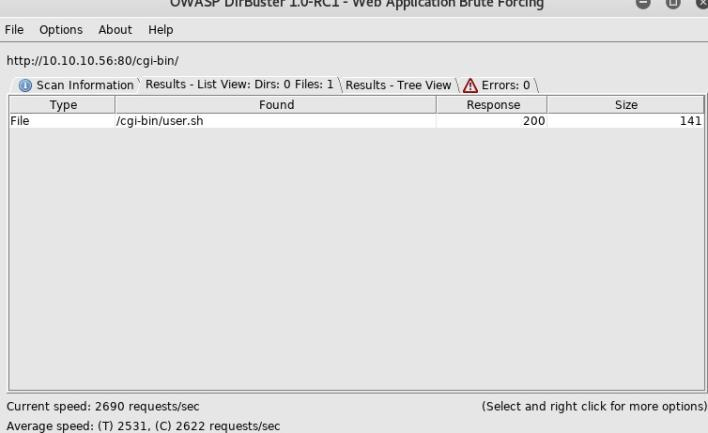 OWASP DirBuster 1.0-RC1 - Web Application Brute Forcing
File Options About Help
http://10.10.10.56:80/cgi-bin/
Scan Information Results - List View: Dirs: 0 Files: 1 Results - Tree View Errors: 0
Type Found Response Size
File /cgi-bin/user.sh 200 141
Current speed: 2690 requests/sec (Select and right click for more options)
Average speed: (T) 2531, (C) 2622 requests/sec